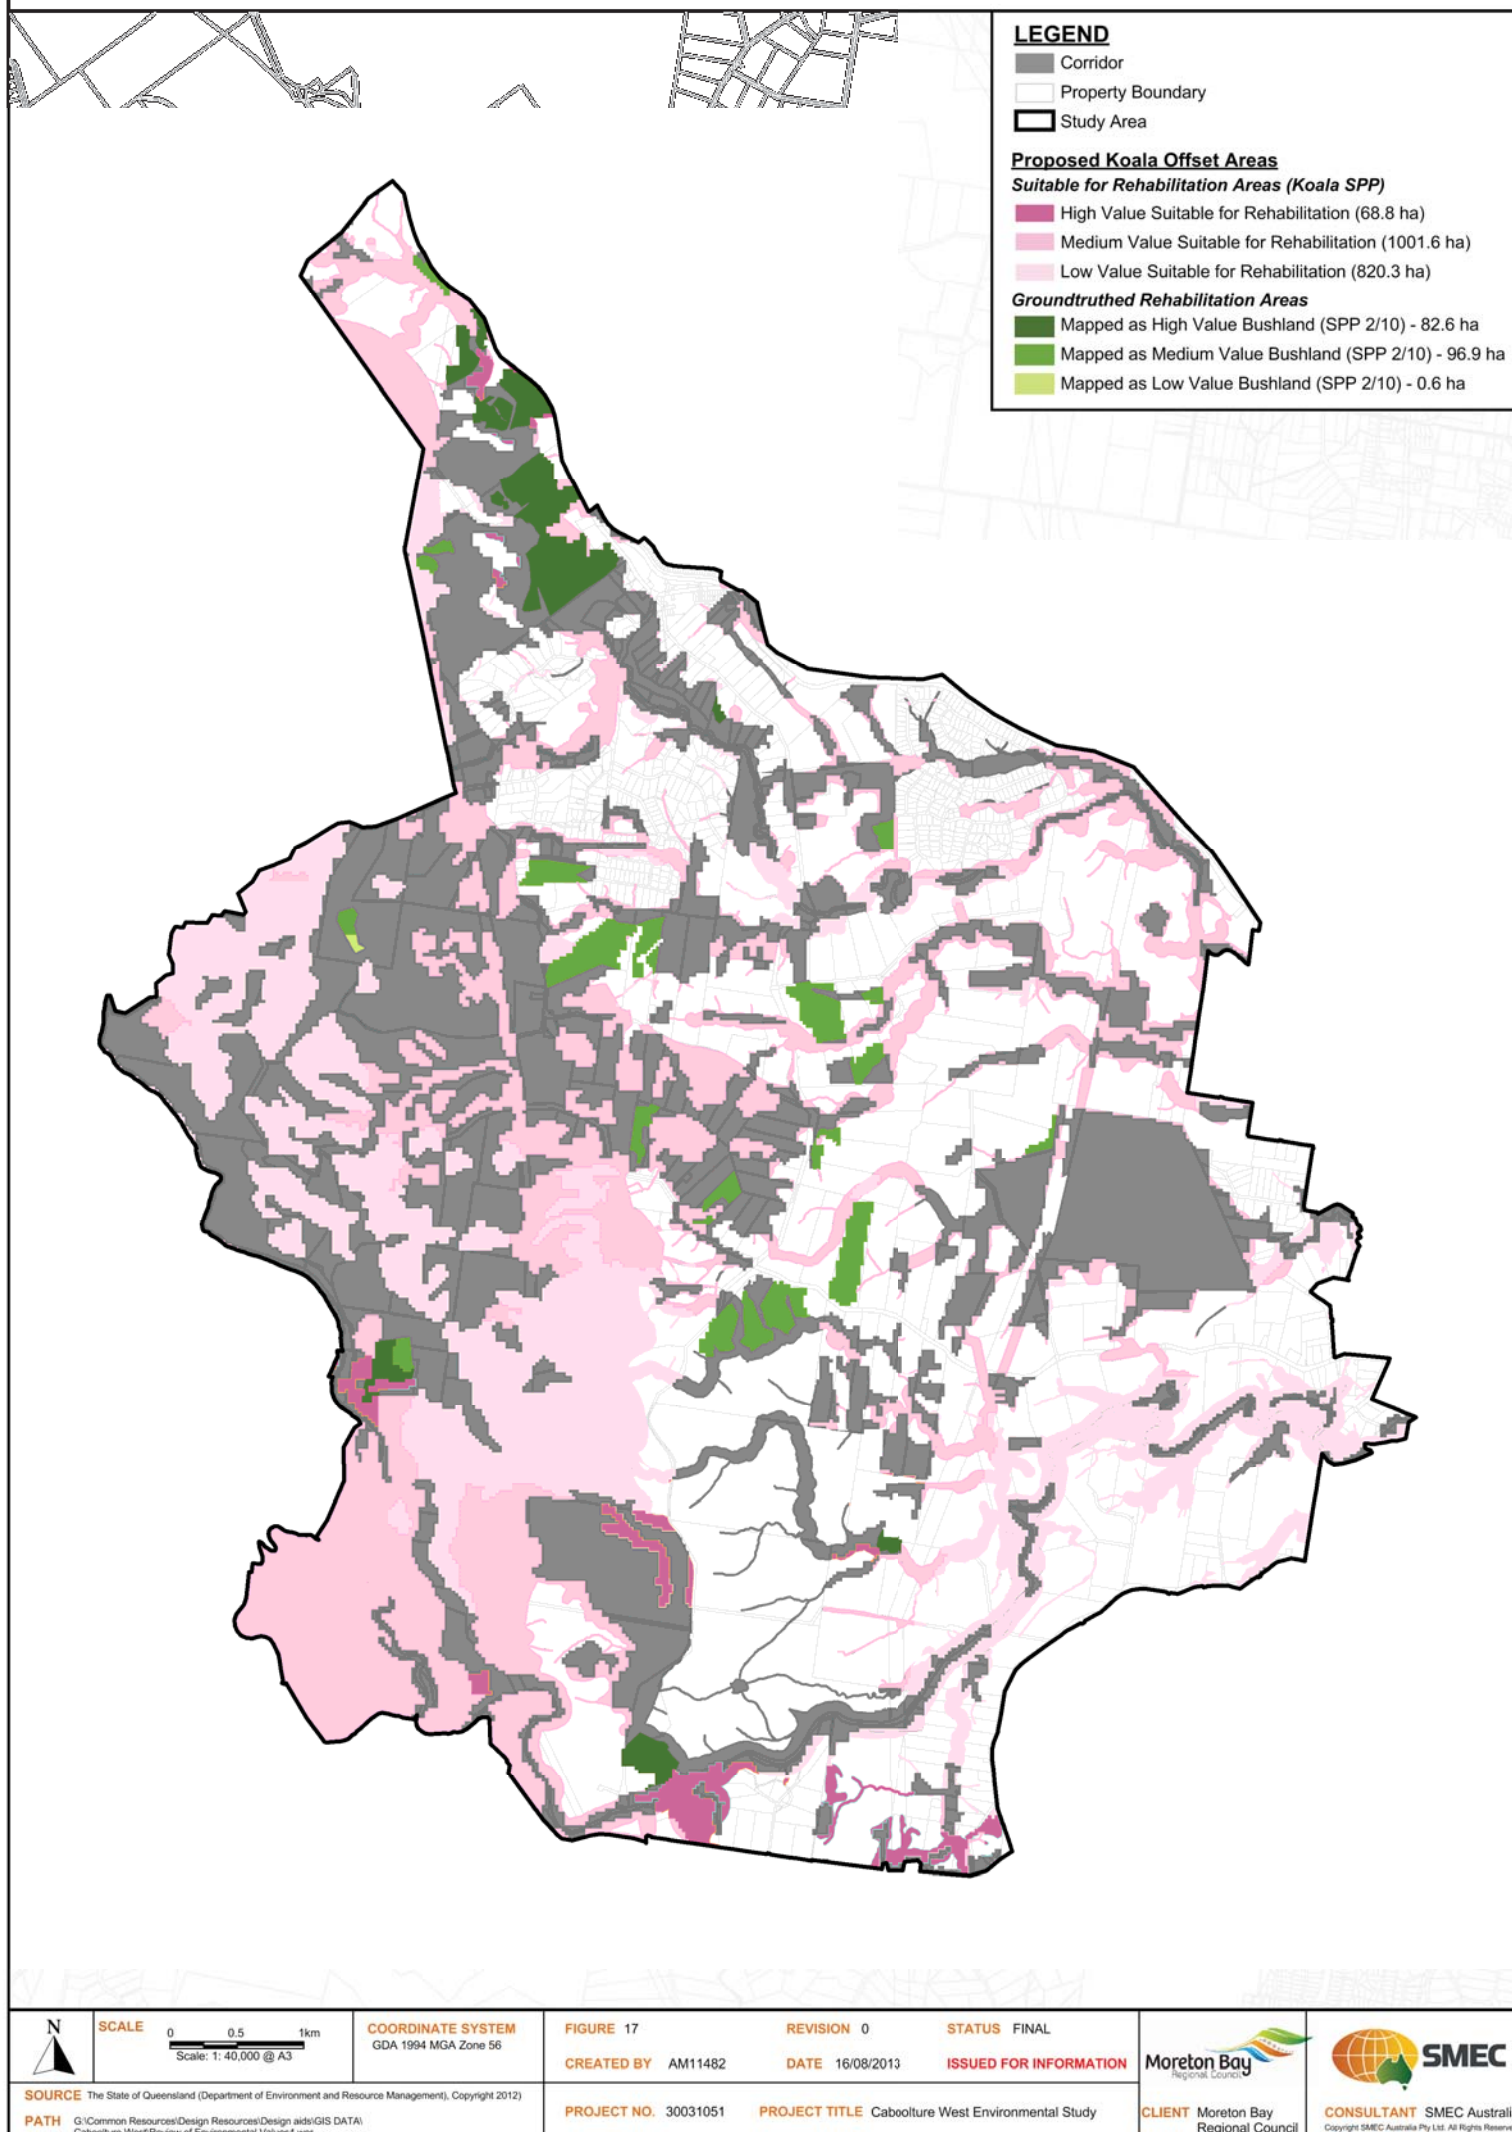 LEGEND
Corridor
Property Boundary
Study Area
Proposed Koala Offset Areas
Suitable for Rehabilitation Areas (Koala SPP)
High Value Suitable for Rehabilitation (68.8 ha)
Medium Value Suitable for Rehabilitation (1001.6 ha)
Low Value Suitable for Rehabilitation (820.3 ha)
Groundtruthed Rehabilitation Areas
Mapped as High Value Bushland (SPP 2/10) - 82.6 ha
Mapped as Medium Value Bushland (SPP 2/10) - 96.9 ha
Mapped as Low Value Bushland (SPP 2/10) - 0.6 ha
N
SCALE
0 0.5 1km
Scale: 1: 40,000 @ A3
COORDINATE SYSTEM
GDA 1994 MGA Zone 56
FIGURE 17
REVISION 0
STATUS FINAL
CREATED BY AM11482
DATE 16/08/2013
ISSUED FOR INFORMATION
Moreton Bay
Regional Council
SMEC
SOURCE The State of Queensland (Department of Environment and Resource Management), Copyright 2012)
PATH G:\Common Resources\Design Resources\Design aids\GIS DATA\
PROJECT NO. 30031051
PROJECT TITLE Caboolture West Environmental Study
CLIENT Moreton Bay
Regional Council
CONSULTANT SMEC Australi
Copyright SMEC Australia Pty Ltd. All Rights Reserve